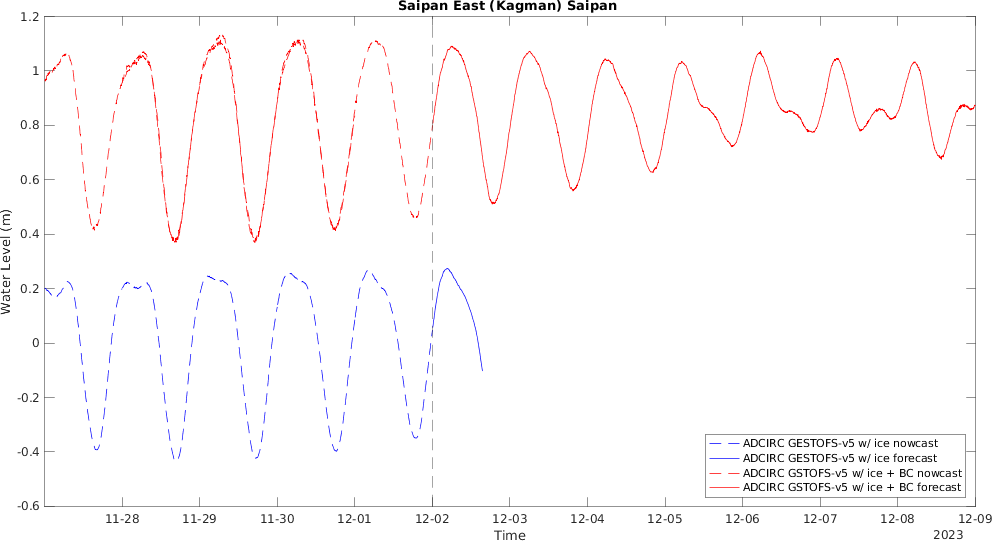 Saipan East (Kagman) Saipan
1.2
1
0.8
0.6
0.4
0.2
0
-0.2
-0.4
-0.6
Water Level (m)
ADCIRC GESTOFS-v5 w/ ice nowcast
ADCIRC GESTOFS-v5 w/ ice forecast
ADCIRC GSTOFS-v5 w/ ice + BC nowcast
ADCIRC GSTOFS-v5 w/ ice + BC forecast
11-28 11-29 11-30 12-01 12-02 12-03 12-04 12-05 12-06 12-07 12-08 12-09
Time
2023